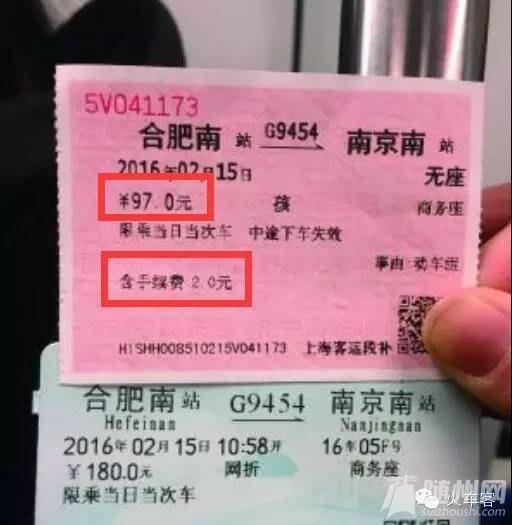 5V041173
合肥南 站 G9454 南京南 站
2016年02月15日 无座
¥97.0元 孩 商务座
限乘当日当次车 中途下车失效
事由:动车组
含手续费 2.0元
H1SHH008510215V041173 上海客运段补
合肥南 站 G9454 南京南 站
Hefeinan Nanjingnan
2016年02月15日 10:58开 16车05F号
¥180.0元 网折 商务座
限乘当日当次车
火车客
随州网
suizhoushi.com